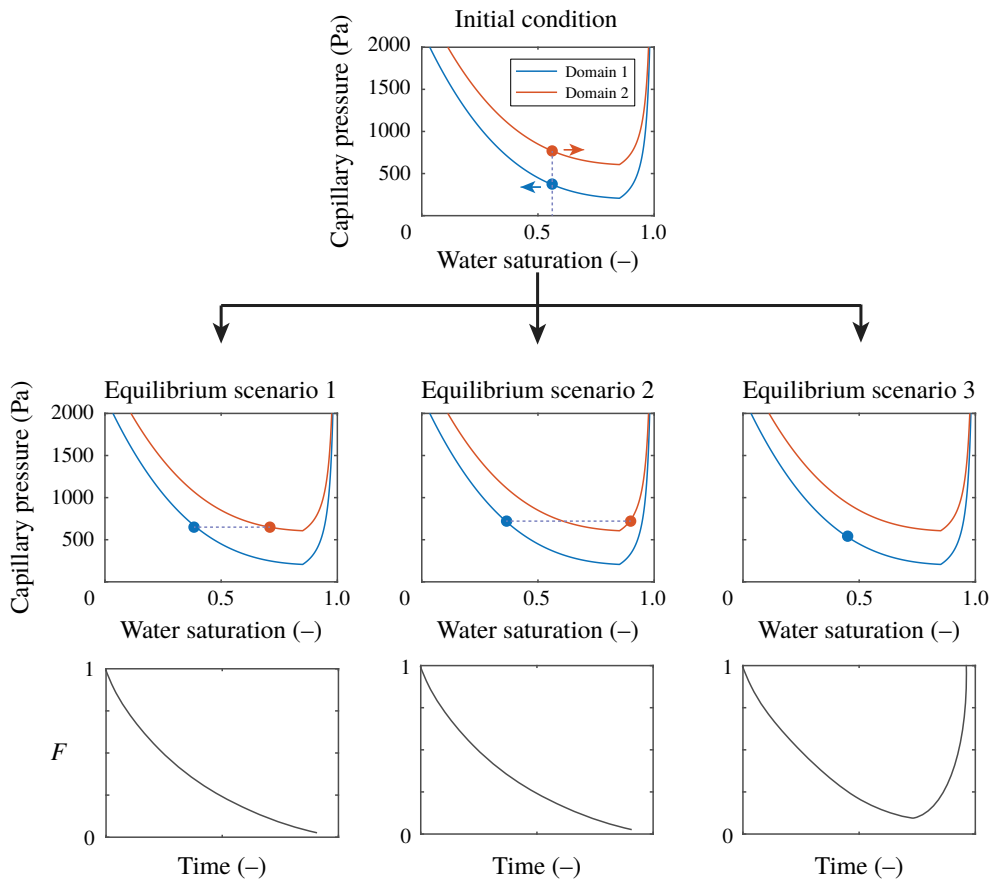 Initial condition
Capillary pressure (Pa)
2000
1500
1000
500
0
0.5
1.0
Domain 1
Domain 2
Water saturation (–)
Equilibrium scenario 1
Equilibrium scenario 2
Equilibrium scenario 3
Capillary pressure (Pa)
2000
1500
1000
500
0
0.5
1.0
0
0.5
1.0
0
0.5
1.0
Water saturation (–)
Water saturation (–)
Water saturation (–)
1
F
0
1
0
1
0
Time (–)
Time (–)
Time (–)